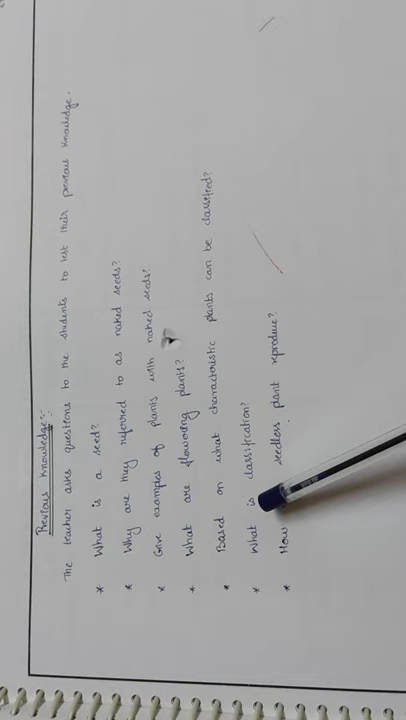 Previous Knowledge:-
The teacher asks questions to the students to test their previous knowledge.
* What is a seed?
* Why are they referred to as naked seeds?
* Give examples of plants with naked seeds?
* What are flowering plants?
* Based on what characteristic plants can be classified?
* What is classification?
* How seedless plant reproduce?